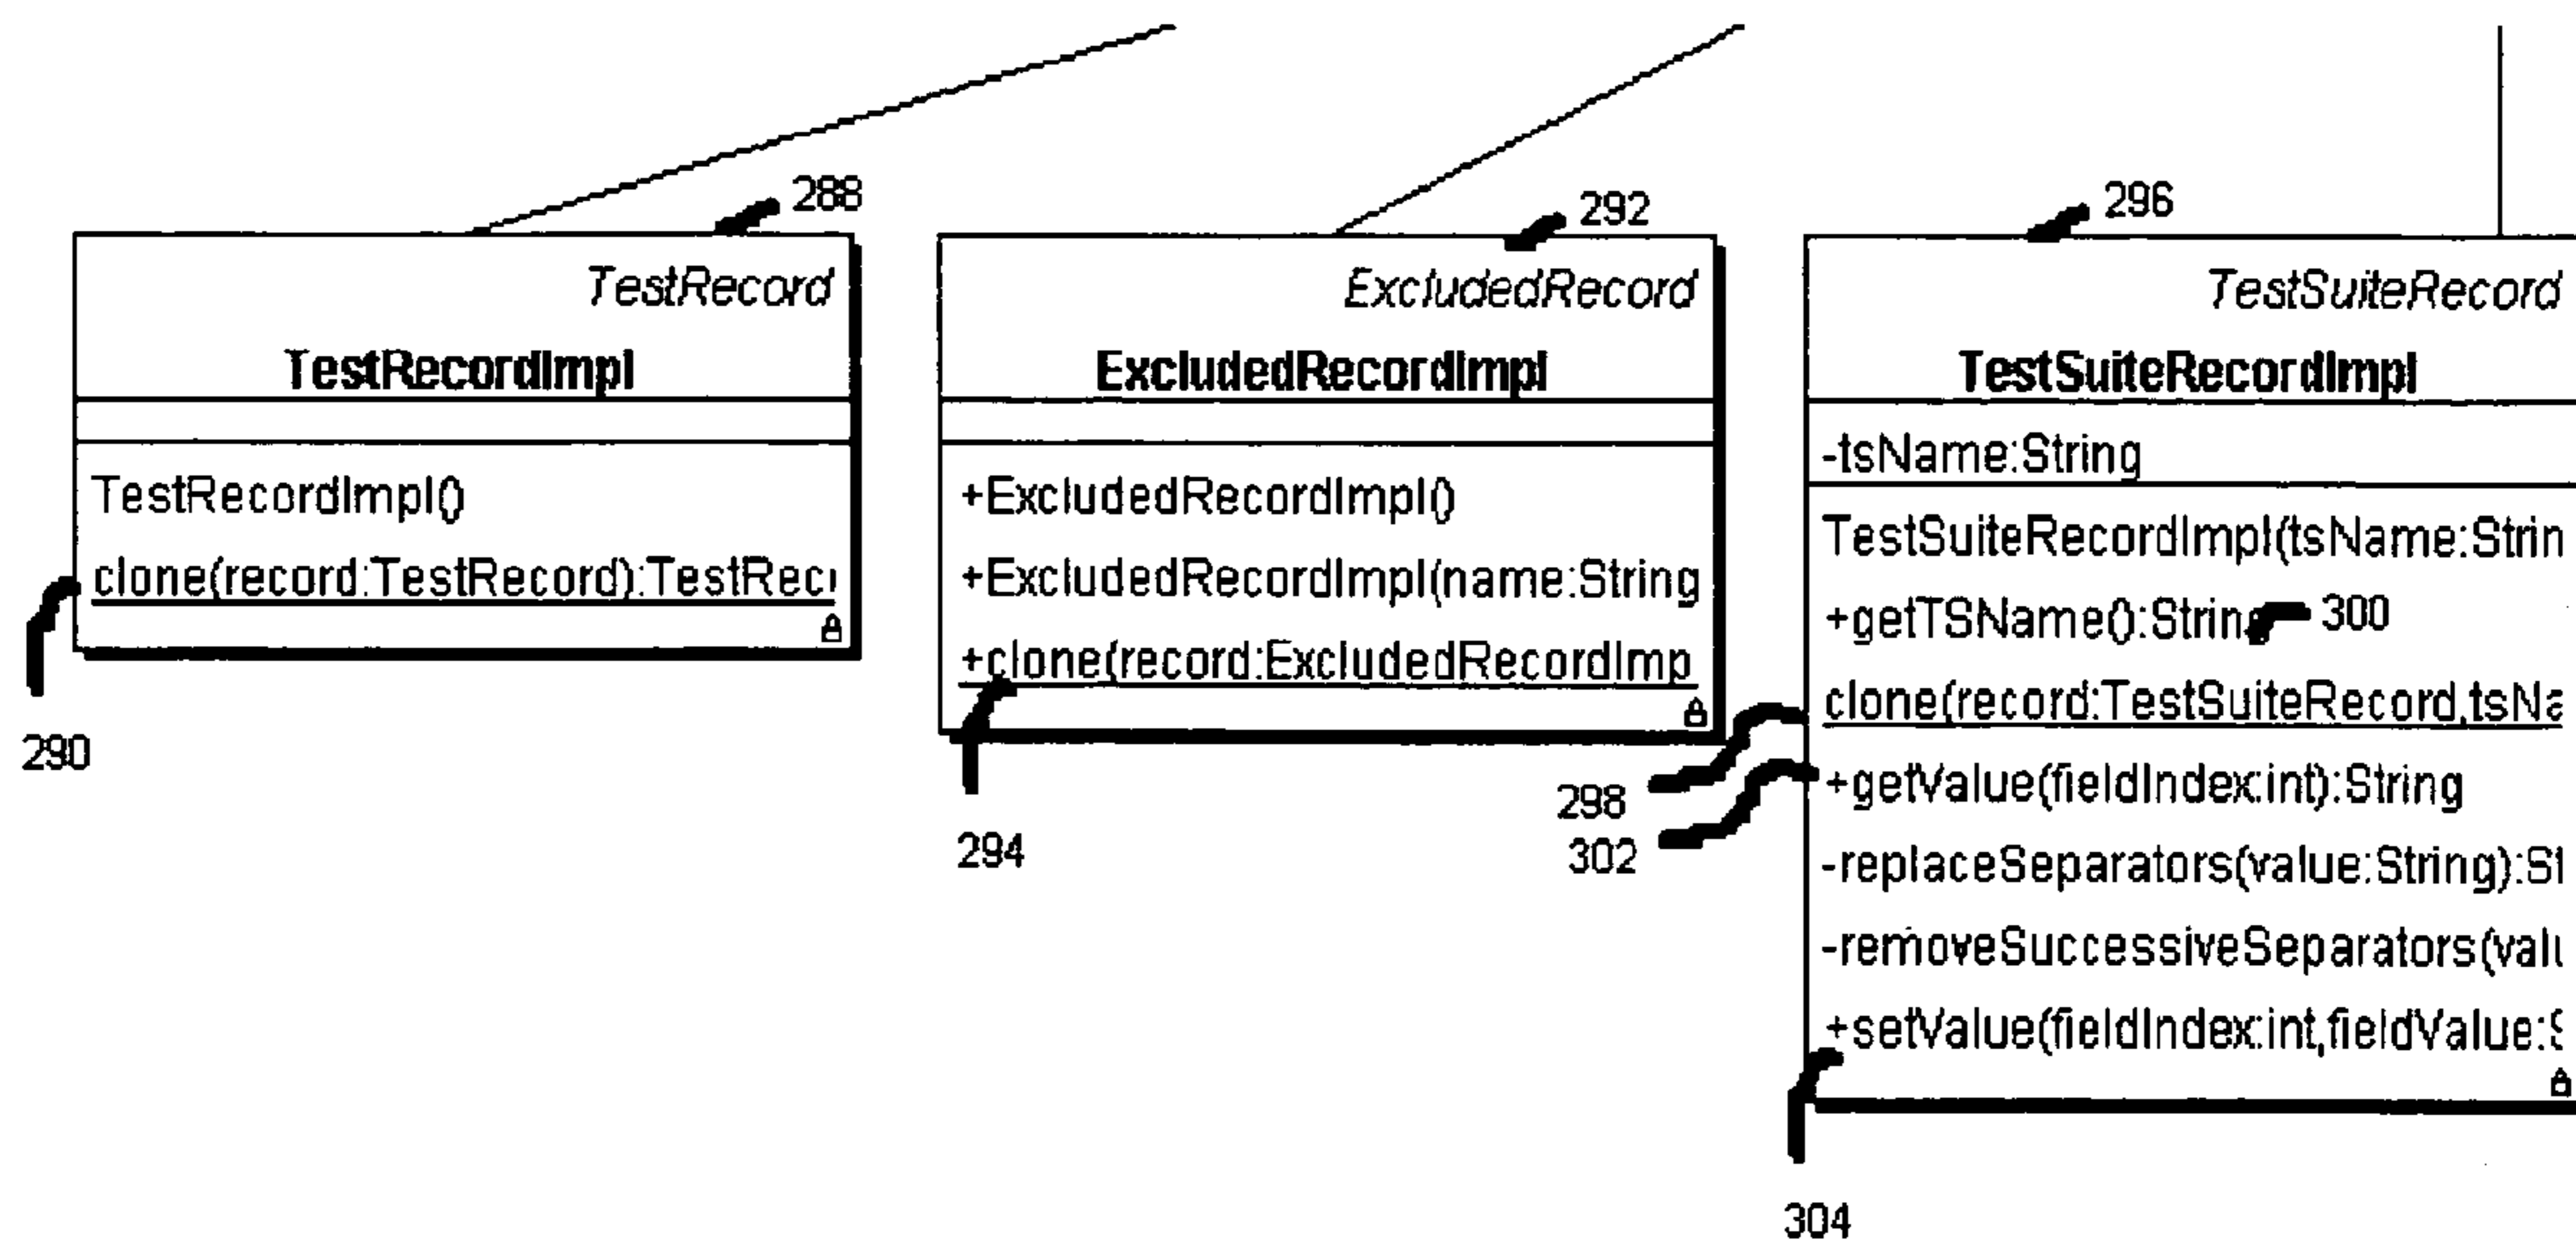 288
TestRecord
TestRecordImpl
TestRecordImpl()
clone(record:TestRecord):TestRec
290
292
ExcludedRecord
ExcludedRecordImpl
+ExcludedRecordImpl()
+ExcludedRecordImpl(name:String
+clone(record:ExcludedRecordImp
294
296
TestSuiteRecord
TestSuiteRecordImpl
-tsName:String
TestSuiteRecordImpl(tsName:Strin
+getTSName():String 300
clone(record:TestSuiteRecord,tsNa
298
+getValue(fieldIndex:int):String
302
-replaceSeparators(value:String):St
-removeSuccessiveSeparators(valu
+setValue(fieldIndex:int,fieldValue:S
304